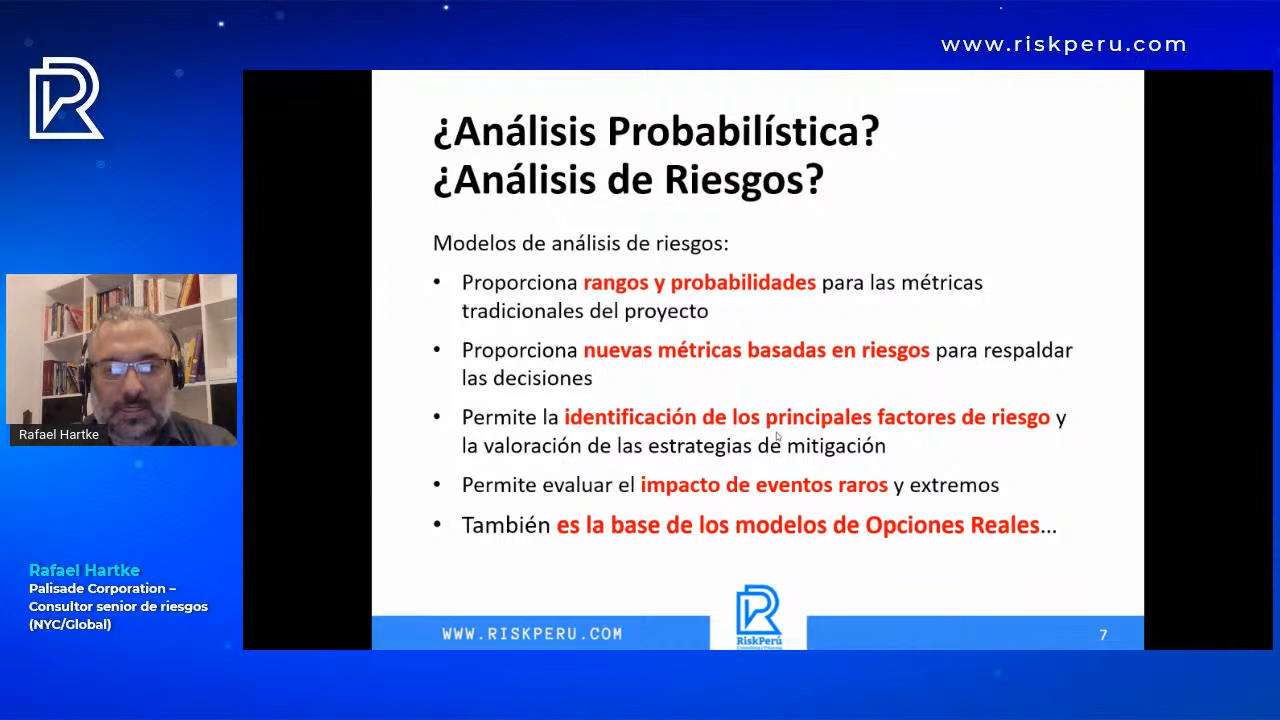 www.riskperu.com
¿Análisis Probabilística?
¿Análisis de Riesgos?
Modelos de análisis de riesgos:
• Proporciona rangos y probabilidades para las métricas
tradicionales del proyecto
• Proporciona nuevas métricas basadas en riesgos para respaldar
las decisiones
• Permite la identificación de los principales factores de riesgo y
la valoración de las estrategias de mitigación
• Permite evaluar el impacto de eventos raros y extremos
• También es la base de los modelos de Opciones Reales...
Rafael Hartke
Rafael Hartke
Palisade Corporation –
Consultor senior de riesgos
(NYC/Global)
WWW.RISKPERU.COM
RiskPerú
7